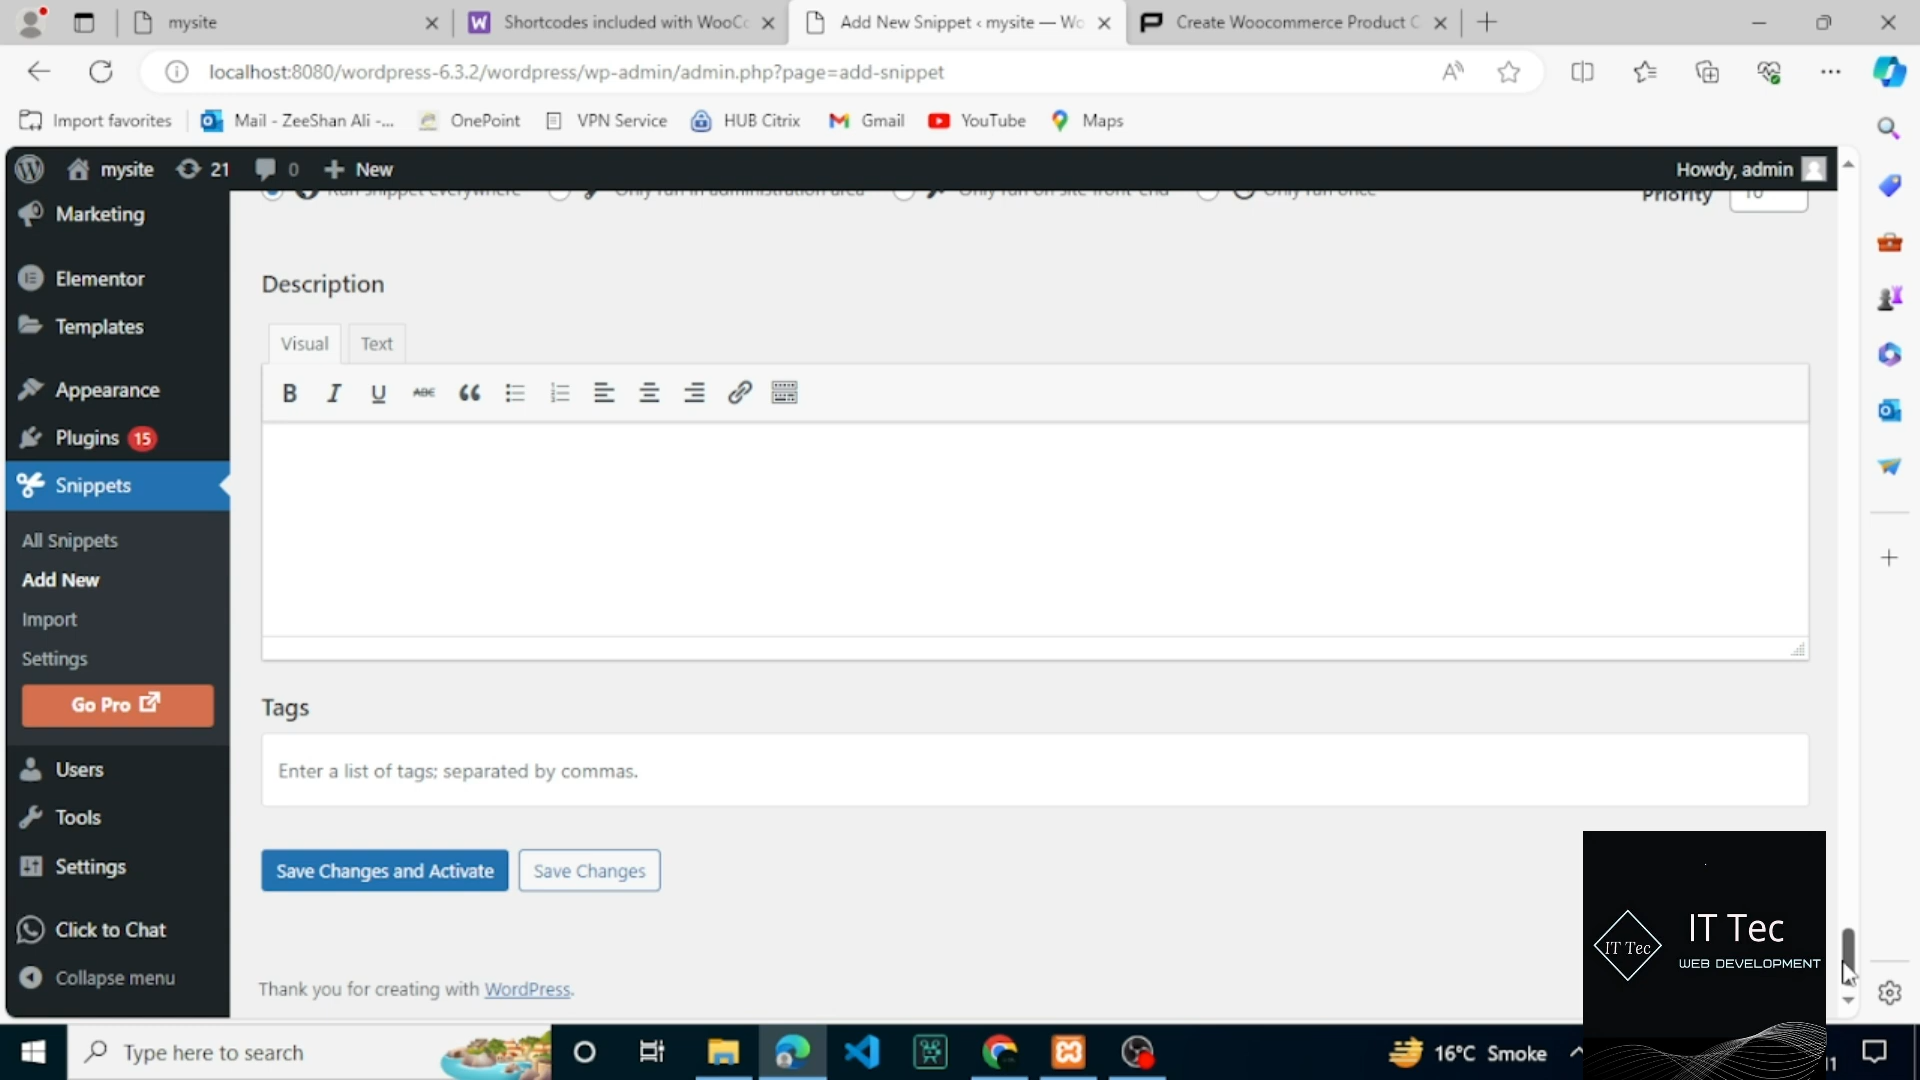 mysite
Shortcodes included with WooCo
Add New Snippet ‹ mysite — Wo
Create Woocommerce Product C
localhost:8080/wordpress-6.3.2/wordpress/wp-admin/admin.php?page=add-snippet
Import favorites
Mail - ZeeShan Ali -...
OnePoint
VPN Service
HUB Citrix
Gmail
YouTube
Maps
mysite
21
0
New
Howdy, admin
Run snippet everywhere
Only run in administration area
Only run on site front-end
Only run once
Priority
10
Marketing
Elementor
Templates
Appearance
Plugins 15
Snippets
All Snippets
Add New
Import
Settings
Go Pro
Users
Tools
Settings
Click to Chat
Collapse menu
Description
Visual
Text
B I U ABC
Tags
Enter a list of tags; separated by commas.
Save Changes and Activate
Save Changes
Thank you for creating with WordPress.
IT Tec
IT Tec
WEB DEVELOPMENT
Type here to search
16°C Smoke